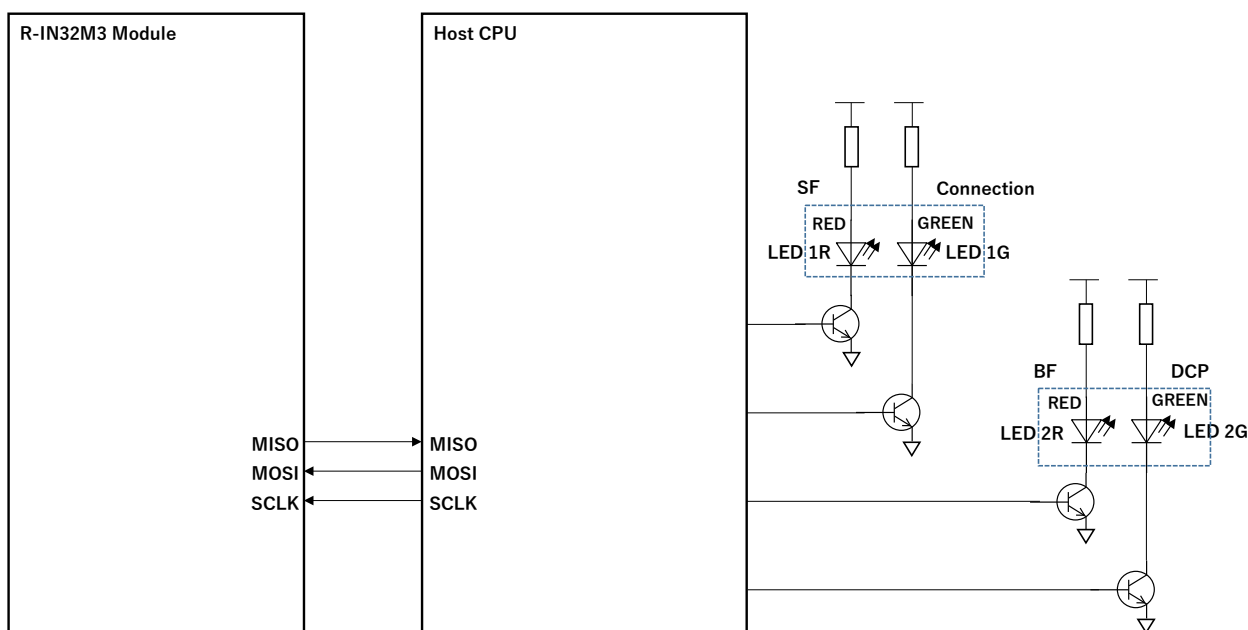 R-IN32M3 Module
Host CPU
SF
Connection
RED
GREEN
LED 1R
LED 1G
BF
DCP
RED
GREEN
LED 2R
LED 2G
MISO
MISO
MOSI
MOSI
SCLK
SCLK